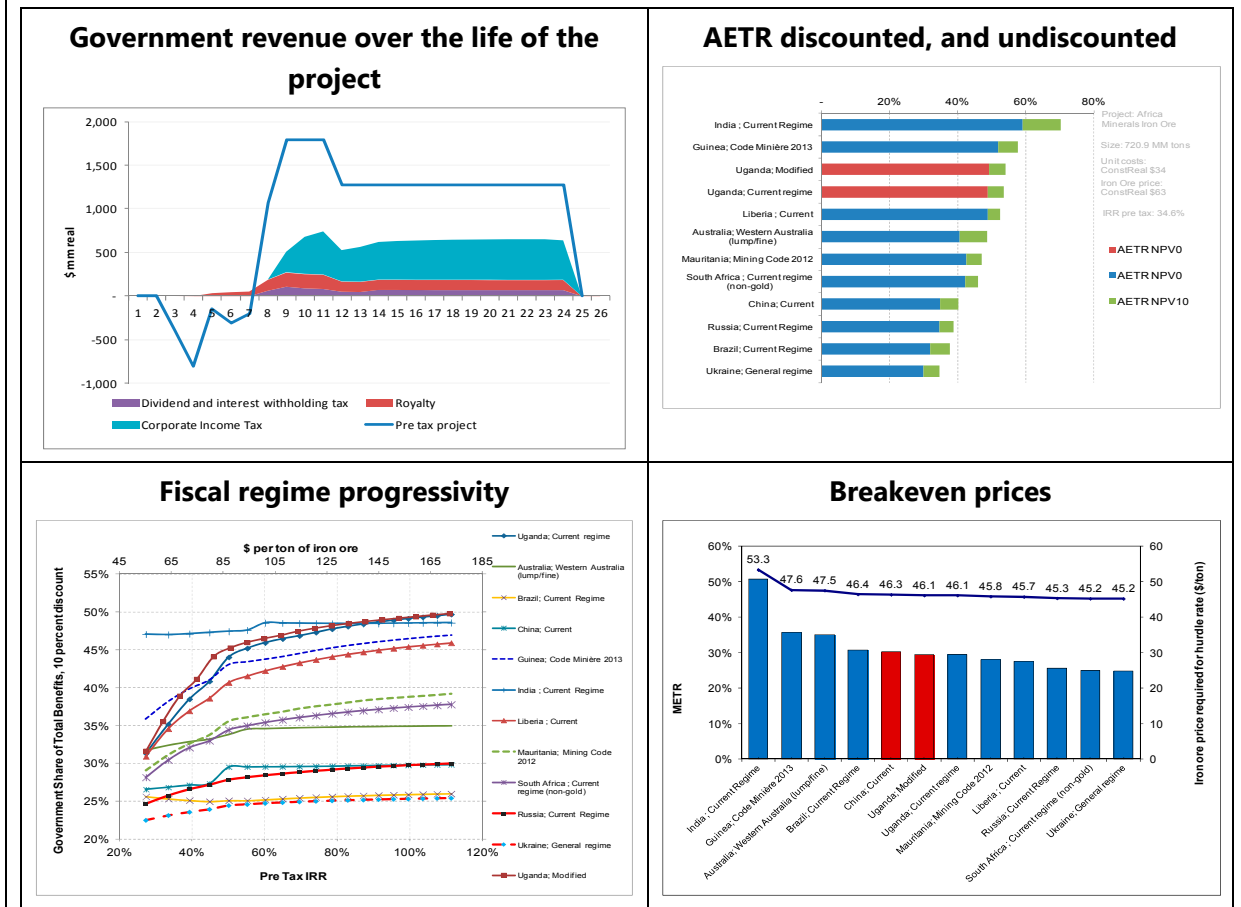 Government revenue over the life of the
project
2,000
1,500
1,000
500
-
-500
-1,000
$ mm real
1 2 3 4 5 6 7 8 9 10 11 12 13 14 15 16 17 18 19 20 21 22 23 24 25 26
Dividend and interest withholding tax
Royalty
Corporate Income Tax
Pre tax project
AETR discounted, and undiscounted
- 20% 40% 60% 80%
India ; Current Regime
Guinea; Code Minière 2013
Uganda; Modified
Uganda; Current regime
Liberia ; Current
Australia; Western Australia
(lump/fine)
Mauritania; Mining Code 2012
South Africa ; Current regime
(non-gold)
China; Current
Russia; Current Regime
Brazil; Current Regime
Ukraine; General regime
Project: Africa
Minerals Iron Ore
Size: 720.9 MM tons
Unit costs:
ConstReal $34
Iron Ore price:
ConstReal $63
IRR pre tax: 34.6%
AETR NPV0
AETR NPV0
AETR NPV10
Fiscal regime progressivity
$ per ton of iron ore
45 65 85 105 125 145 165 185
55%
50%
45%
40%
35%
30%
25%
20%
Government Share of Total Benefits, 10 percent discount
20% 40% 60% 80% 100% 120%
Pre Tax IRR
Uganda; Current regime
Australia; Western Australia
(lump/fine)
Brazil; Current Regime
China; Current
Guinea; Code Minière 2013
India ; Current Regime
Liberia ; Current
Mauritania; Mining Code
2012
South Africa ; Current
regime (non-gold)
Russia; Current Regime
Ukraine; General regime
Uganda; Modified
Breakeven prices
60%
50%
40%
30%
20%
10%
0%
METR
53.3 47.6 47.5 46.4 46.3 46.1 46.1 45.8 45.7 45.3 45.2 45.2
60
50
40
30
20
10
0
Iron ore price required for hurdle rate ($/ton)
India ; Current Regime
Guinea; Code Minière 2013
Australia; Western Australia (lump/fine)
Brazil; Current Regime
China; Current
Uganda; Modified
Uganda; Current regime
Mauritania; Mining Code 2012
Liberia ; Current
Russia; Current Regime
South Africa ; Current regime (non-gold)
Ukraine; General regime